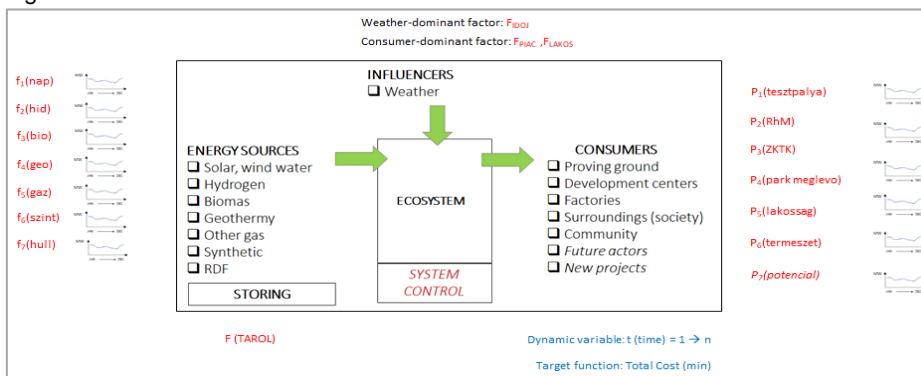 Weather-dominant factor: F_IDOJ
Consumer-dominant factor: F_PIAC ,F_LAKOS
f₁(nap)
f₂(hid)
f₃(bio)
f₄(geo)
f₅(gaz)
f₆(szint)
f₇(hull)
INFLUENCERS
❑ Weather
ENERGY SOURCES
❑ Solar, wind water
❑ Hydrogen
❑ Biomas
❑ Geothermy
❑ Other gas
❑ Synthetic
❑ RDF
STORING
ECOSYSTEM
SYSTEM
CONTROL
CONSUMERS
❑ Proving ground
❑ Development centers
❑ Factories
❑ Surroundings (society)
❑ Community
❑ Future actors
❑ New projects
P₁(tesztpalya)
P₂(RhM)
P₃(ZKTK)
P₄(park meglevo)
P₅(lakossag)
P₆(termeszet)
P₇(potencial)
F (TAROL)
Dynamic variable: t (time) = 1 → n
Target function: Total Cost (min)